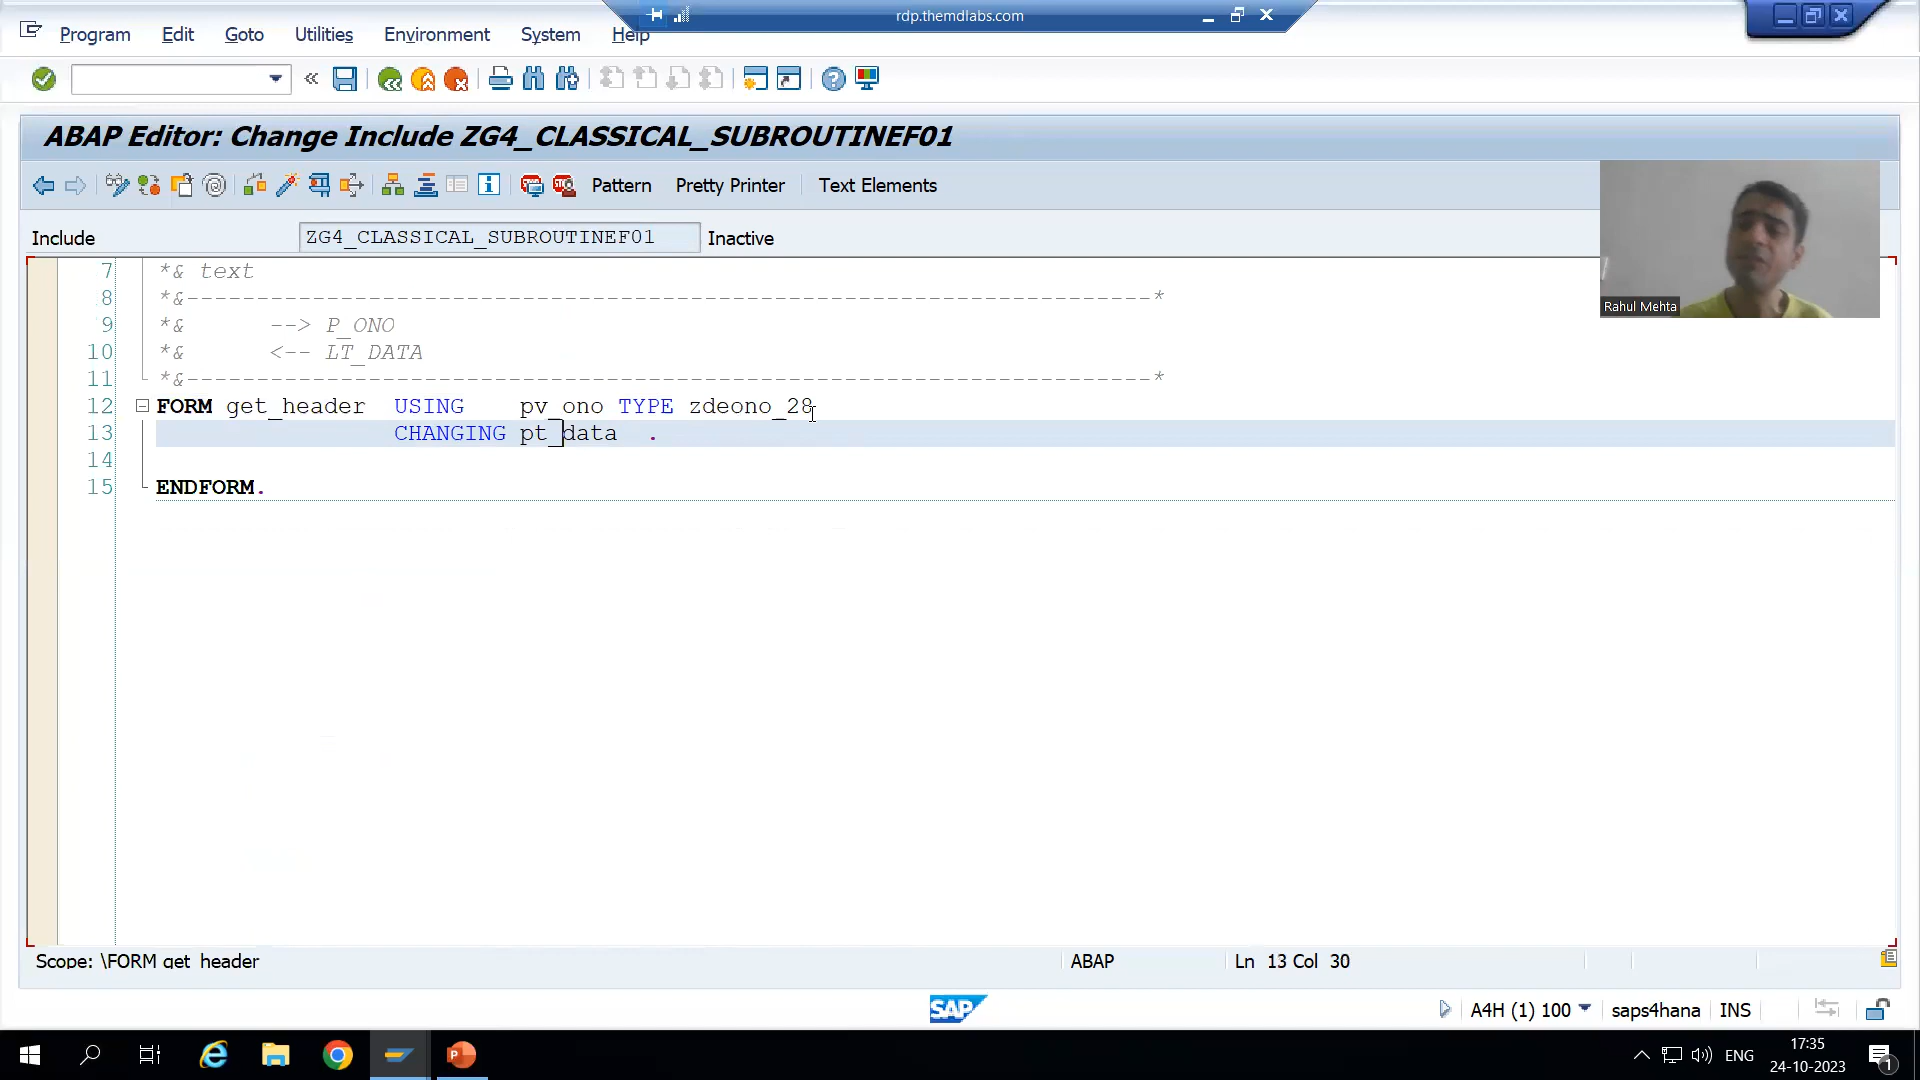 rdp.themdlabs.com
Program Edit Goto Utilities Environment System Help
ABAP Editor: Change Include ZG4_CLASSICAL_SUBROUTINEF01
Pattern Pretty Printer Text Elements
Include ZG4_CLASSICAL_SUBROUTINEF01 Inactive
Rahul Mehta
7 *& text
8 *&---------------------------------------------------------------------*
9 *&      --> P_ONO
10 *&      <-- LT_DATA
11 *&---------------------------------------------------------------------*
12 FORM get_header  USING    pv_ono TYPE zdeono_28
13                  CHANGING pt_data  .
14
15 ENDFORM.
Scope: \FORM get_header ABAP Ln 13 Col 30
SAP
A4H (1) 100 saps4hana INS
ENG
17:35
24-10-2023
1